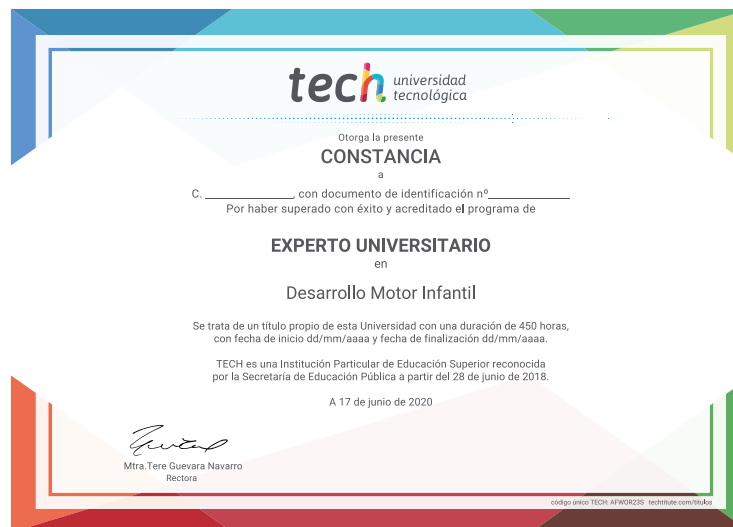 tech universidad
tecnológica
Otorga la presente
CONSTANCIA
a
C. ______________, con documento de identificación nº______________
Por haber superado con éxito y acreditado el programa de
EXPERTO UNIVERSITARIO
en
Desarrollo Motor Infantil
Se trata de un título propio de esta Universidad con una duración de 450 horas,
con fecha de inicio dd/mm/aaaa y fecha de finalización dd/mm/aaaa.
TECH es una Institución Particular de Educación Superior reconocida
por la Secretaría de Educación Pública a partir del 28 de junio de 2018.
A 17 de junio de 2020
Mtra.Tere Guevara Navarro
Rectora
código único TECH: AFWOR23S techtitute.com/titulos